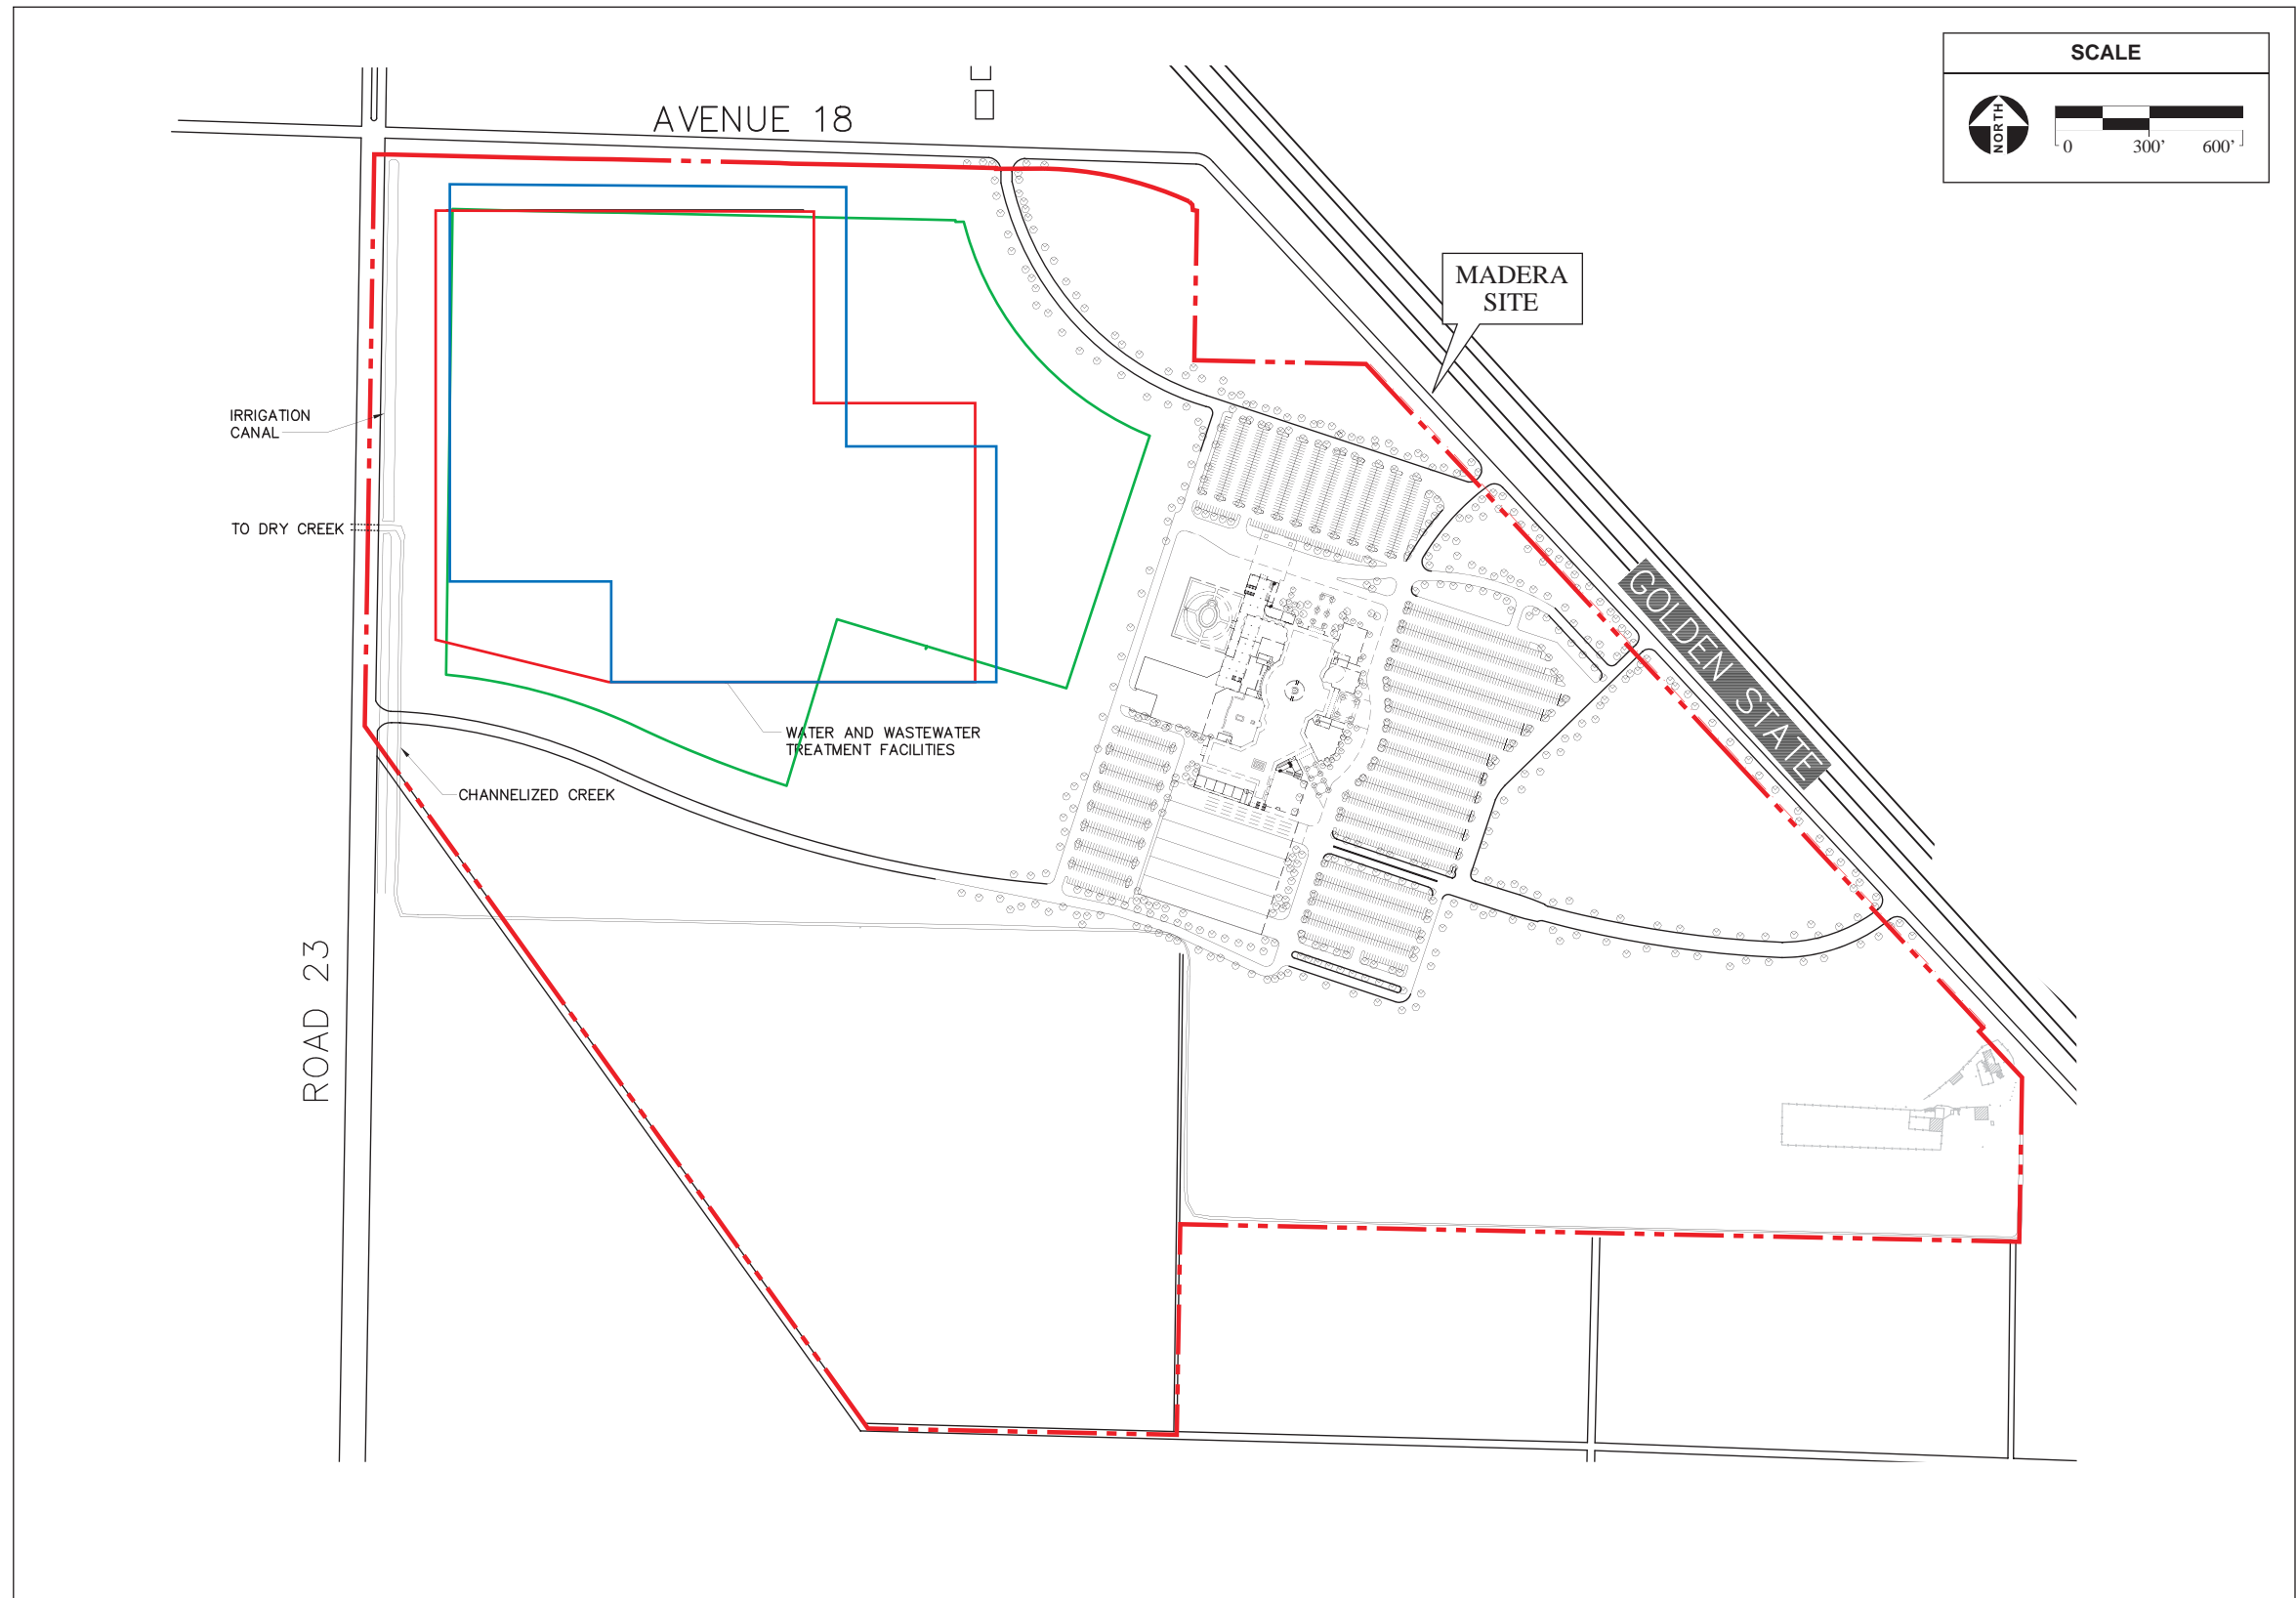 SCALE
NORTH
0 300' 600'
AVENUE 18
MADERA
SITE
IRRIGATION
CANAL
TO DRY CREEK
GOLDEN STATE
WATER AND WASTEWATER
TREATMENT FACILITIES
CHANNELIZED CREEK
ROAD 23